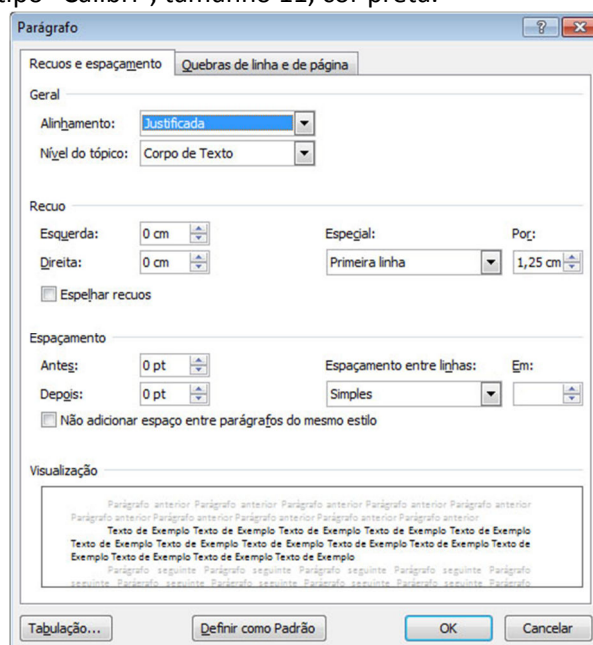 tipo "Calibri", tamanho 11, cor preta.
Parágrafo
Recuos e espaçamento Quebras de linha e de página
Geral
Alinhamento: Justificada
Nível do tópico: Corpo de Texto
Recuo
Esquerda: 0 cm Especial: Por:
Direita: 0 cm Primeira linha 1,25 cm
Espelhar recuos
Espaçamento
Antes: 0 pt Espaçamento entre linhas: Em:
Depois: 0 pt Simples
Não adicionar espaço entre parágrafos do mesmo estilo
Visualização
Parágrafo anterior Parágrafo anterior Parágrafo anterior Parágrafo anterior Parágrafo anterior
Parágrafo anterior Parágrafo anterior Parágrafo anterior Parágrafo anterior Parágrafo anterior
Texto de Exemplo Texto de Exemplo Texto de Exemplo Texto de Exemplo Texto de Exemplo
Texto de Exemplo Texto de Exemplo Texto de Exemplo Texto de Exemplo Texto de Exemplo Texto de
Exemplo Texto de Exemplo Texto de Exemplo Texto de Exemplo
Parágrafo seguinte Parágrafo seguinte Parágrafo seguinte Parágrafo
seguinte Parágrafo seguinte Parágrafo seguinte Parágrafo seguinte Parágrafo
Tabulação... Definir como Padrão OK Cancelar